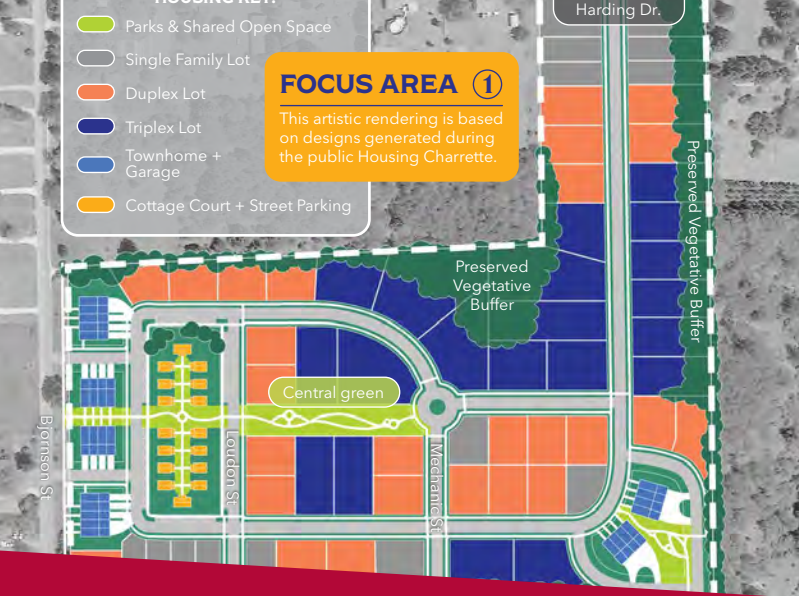 HOUSING KEY:
Parks & Shared Open Space
Single Family Lot
Duplex Lot
Triplex Lot
Townhome +
Garage
Cottage Court + Street Parking
FOCUS AREA 1
This artistic rendering is based
on designs generated during
the public Housing Charrette.
Harding Dr.
Preserved Vegetative Buffer
Preserved
Vegetative
Buffer
Central green
Bjornson St
Loudon St
Mechanic St